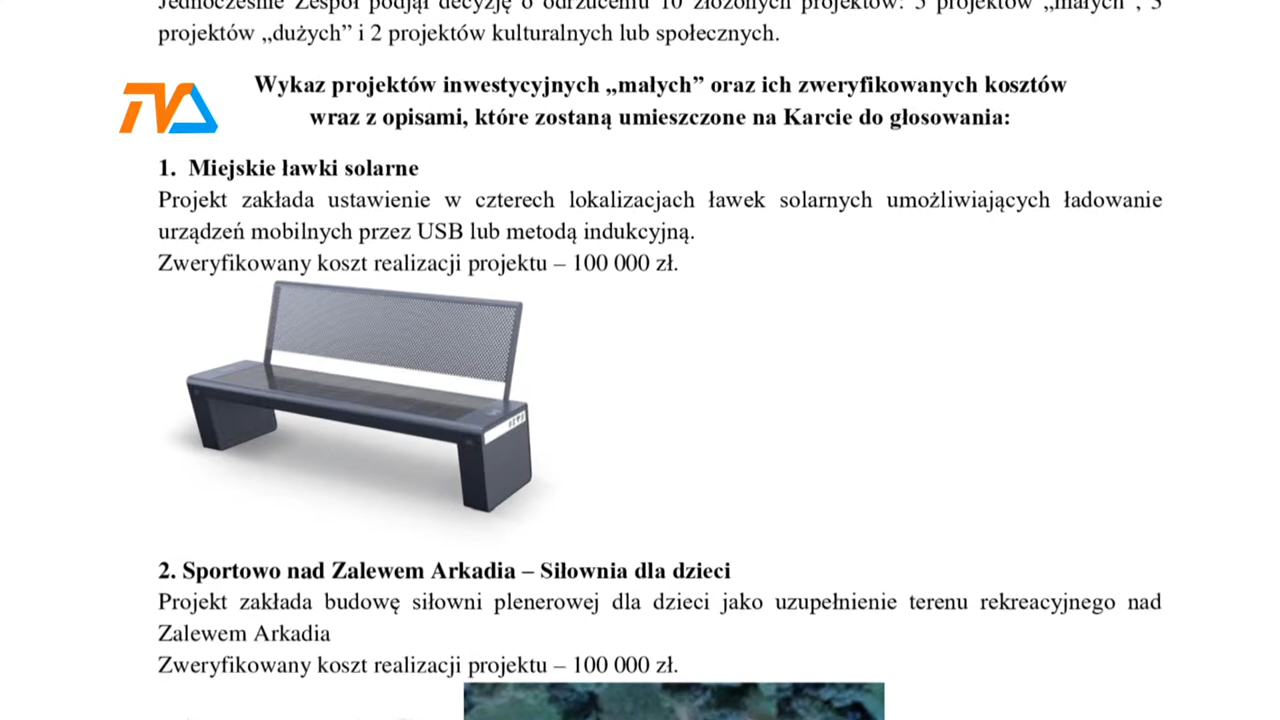 Jednocześnie Zespół podjął decyzję o odrzuceniu 10 złożonych projektów: 5 projektów „małych”, 3
projektów „dużych” i 2 projektów kulturalnych lub społecznych.
Wykaz projektów inwestycyjnych „małych” oraz ich zweryfikowanych kosztów
wraz z opisami, które zostaną umieszczone na Karcie do głosowania:
1. Miejskie ławki solarne
Projekt zakłada ustawienie w czterech lokalizacjach ławek solarnych umożliwiających ładowanie
urządzeń mobilnych przez USB lub metodą indukcyjną.
Zweryfikowany koszt realizacji projektu – 100 000 zł.
2. Sportowo nad Zalewem Arkadia – Siłownia dla dzieci
Projekt zakłada budowę siłowni plenerowej dla dzieci jako uzupełnienie terenu rekreacyjnego nad
Zalewem Arkadia
Zweryfikowany koszt realizacji projektu – 100 000 zł.